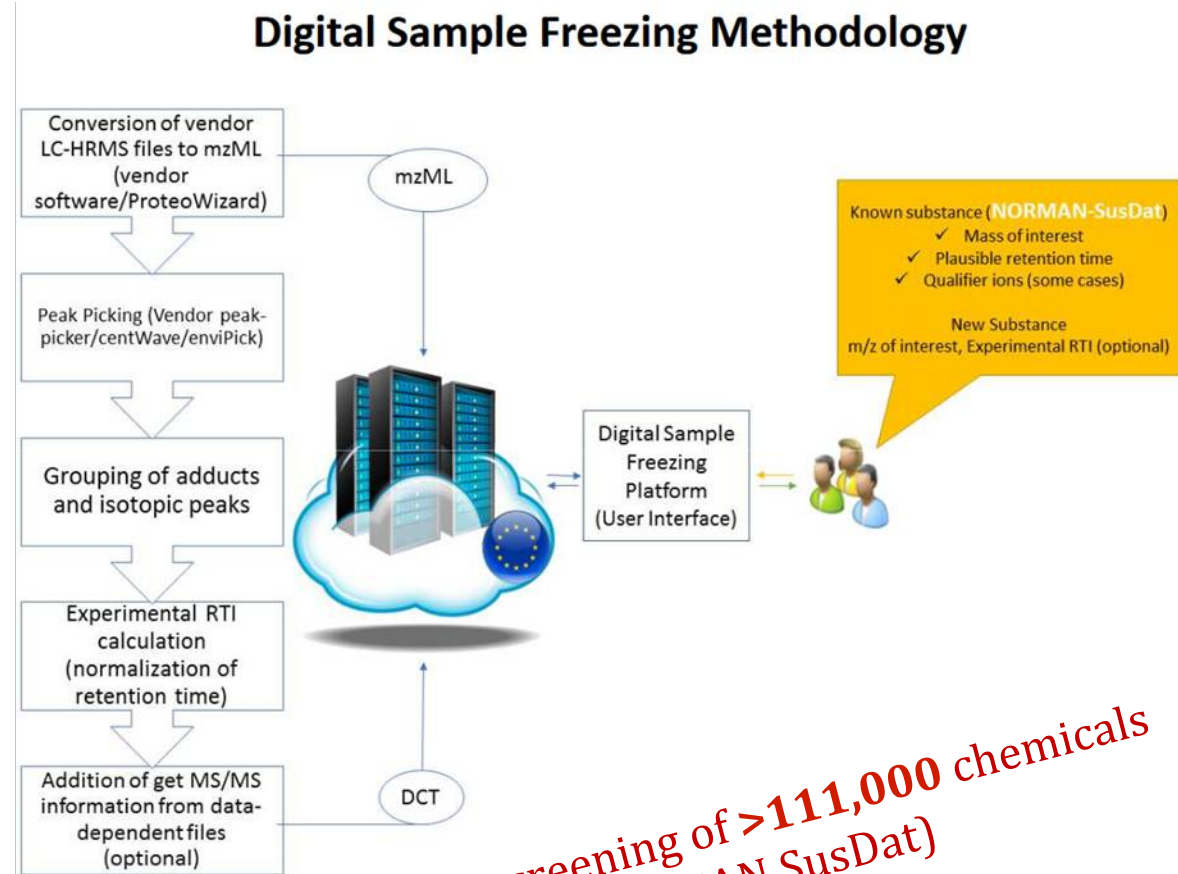 Digital Sample Freezing Methodology
Conversion of vendor
LC-HRMS files to mzML
(vendor
software/ProteoWizard)
mzML
Peak Picking (Vendor peak-
picker/centWave/enviPick)
Grouping of adducts
and isotopic peaks
Experimental RTI
calculation
(normalization of
retention time)
Addition of get MS/MS
information from data-
dependent files
(optional)
DCT
Digital Sample
Freezing
Platform
(User Interface)
Known substance (NORMAN-SusDat)
✓ Mass of interest
✓ Plausible retention time
✓ Qualifier ions (some cases)
New Substance
m/z of interest, Experimental RTI (optional)
of >111,000 chemicals
SusDat)